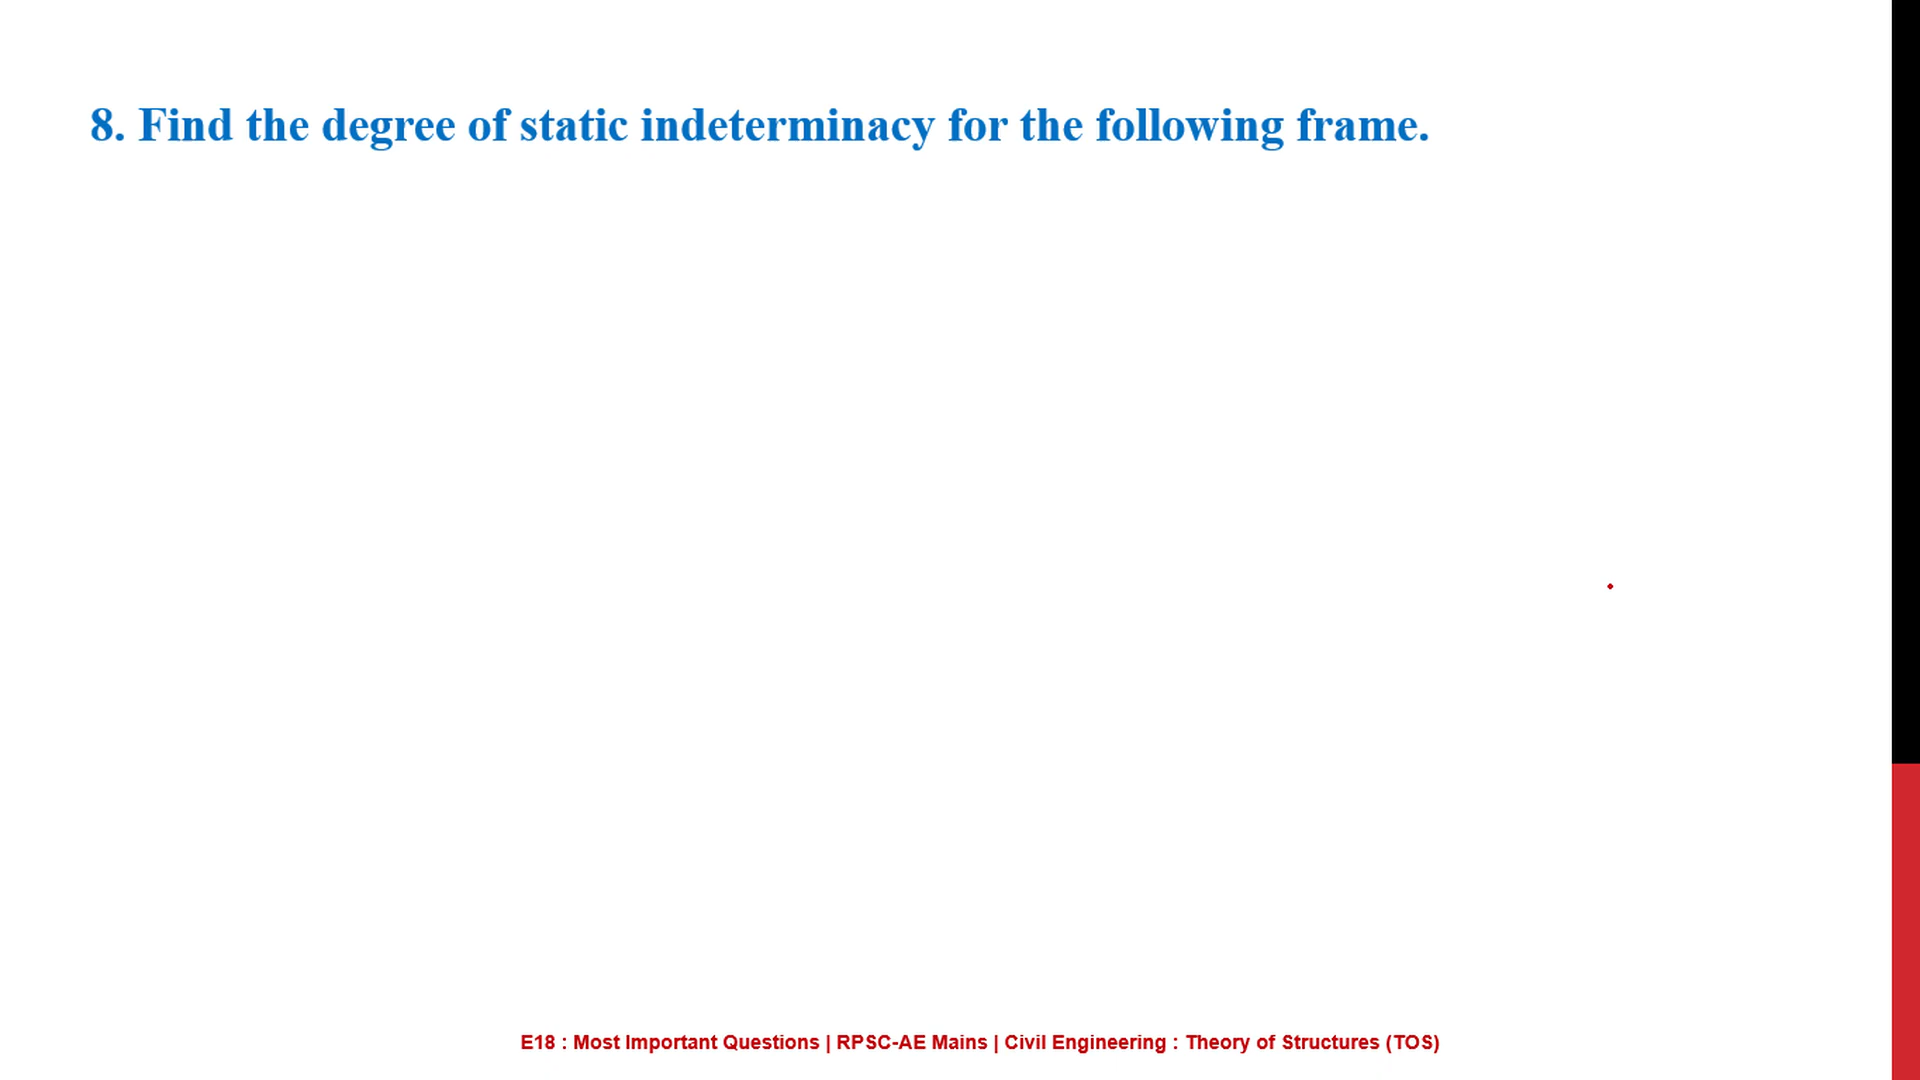 8. Find the degree of static indeterminacy for the following frame.
E18 : Most Important Questions | RPSC-AE Mains | Civil Engineering : Theory of Structures (TOS)